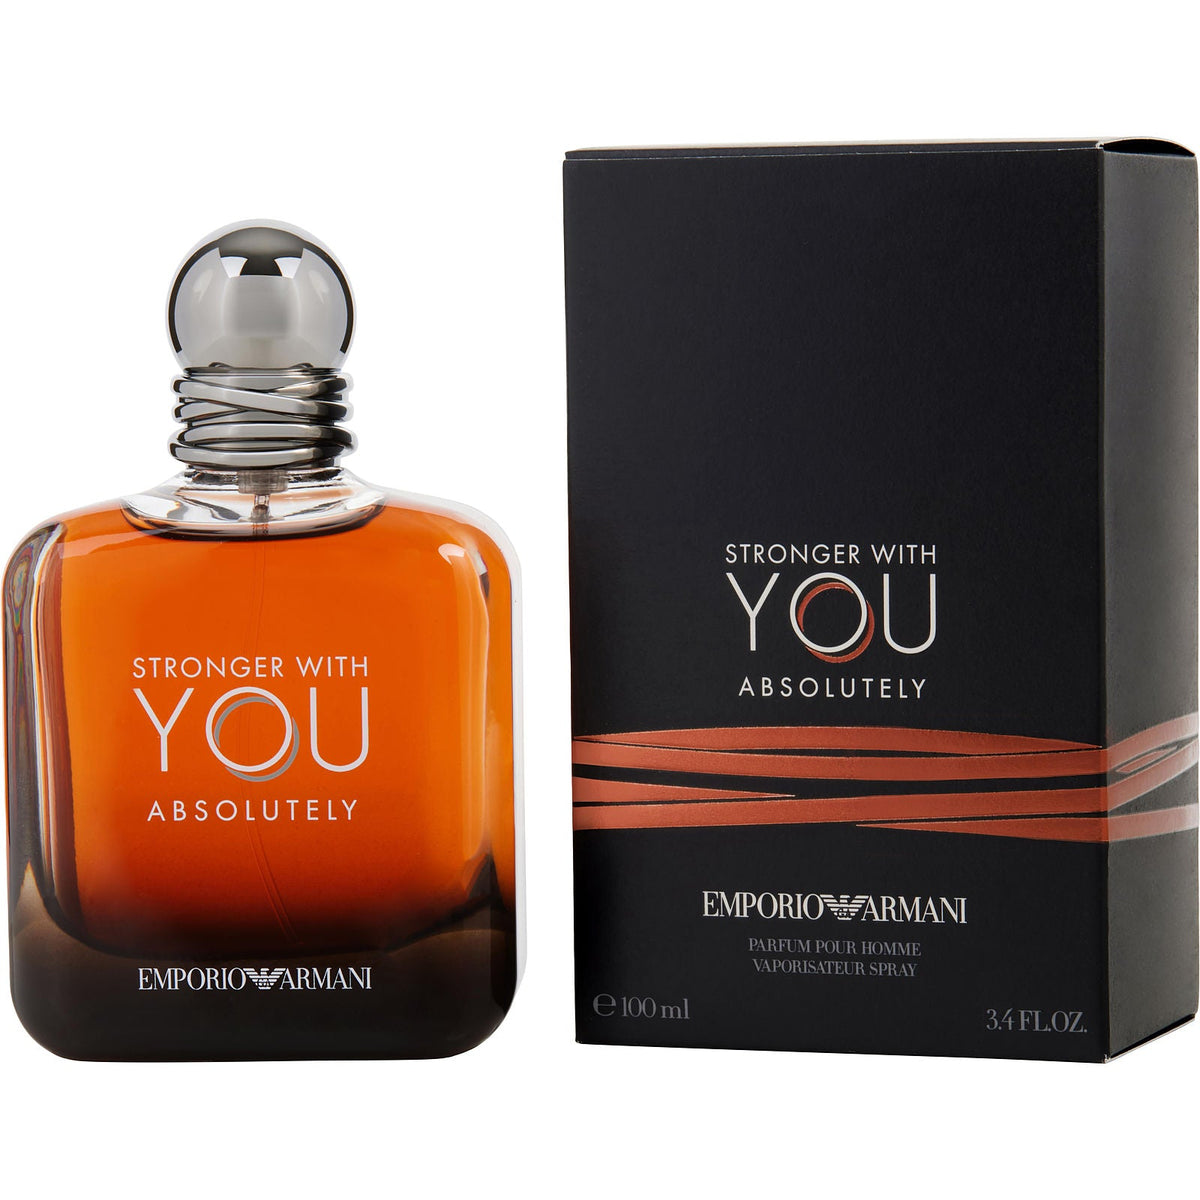 STRONGER WITH
YOU
ABSOLUTELY
EMPORIO ARMANI
STRONGER WITH
YOU
ABSOLUTELY
EMPORIO ARMANI
PARFUM POUR HOMME
VAPORISATEUR SPRAY
℮ 100 ml
3.4 FL.OZ.